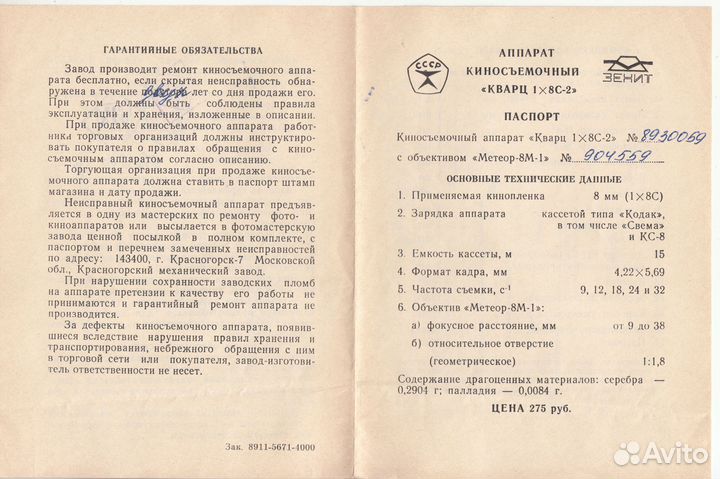 ГАРАНТИЙНЫЕ ОБЯЗАТЕЛЬСТВА
Завод производит ремонт киносъемочного аппа-
рата бесплатно, если скрытая неисправность обна-
ружена в течение двух лет со дня продажи его.
При этом должны быть соблюдены правила
эксплуатации и хранения, изложенные в описании.
При продаже киносъемочного аппарата работ-
ники торговых организаций должны инструктиро-
вать покупателя о правилах обращения с кино-
съемочным аппаратом согласно описанию.
Торгующая организация при продаже киносъе-
мочного аппарата должна ставить в паспорт штамп
магазина и дату продажи.
Неисправный киносъемочный аппарат предъяв-
ляется в одну из мастерских по ремонту фото- и
киноаппаратов или высылается в фотомастерскую
завода ценной посылкой в полном комплекте, с
паспортом и перечнем замеченных неисправностей
по адресу: 143400, г. Красногорск-7 Московской
обл., Красногорский механический завод.
При нарушении сохранности заводских пломб
на аппарате претензии к качеству его работы не
принимаются и гарантийный ремонт аппарата не
производится.
За дефекты киносъемочного аппарата, появив-
шиеся вследствие нарушения правил хранения и
транспортирования, небрежного обращения с ним
в торговой сети или покупателя, завод-изготови-
тель ответственности не несет.
Зак. 8911-5671-4000
СССР
АППАРАТ
КИНОСЪЕМОЧНЫЙ
«КВАРЦ 1×8С-2»
ЗЕНИТ
ПАСПОРТ
Киносъемочный аппарат «Кварц 1×8С-2» № 8930059
с объективом «Метеор-8М-1» № 904559
ОСНОВНЫЕ ТЕХНИЧЕСКИЕ ДАННЫЕ
1. Применяемая кинопленка 8 мм (1×8С)
2. Зарядка аппарата кассетой типа «Кодак»,
в том числе «Свема»
и КС-8
3. Емкость кассеты, м 15
4. Формат кадра, мм 4,22×5,69
5. Частота съемки, с⁻¹ 9, 12, 18, 24 и 32
6. Объектив «Метеор-8М-1»:
а) фокусное расстояние, мм от 9 до 38
б) относительное отверстие
(геометрическое) 1:1,8
Содержание драгоценных материалов: серебра —
0,2904 г; палладия — 0,0084 г.
ЦЕНА 275 руб.
Avito